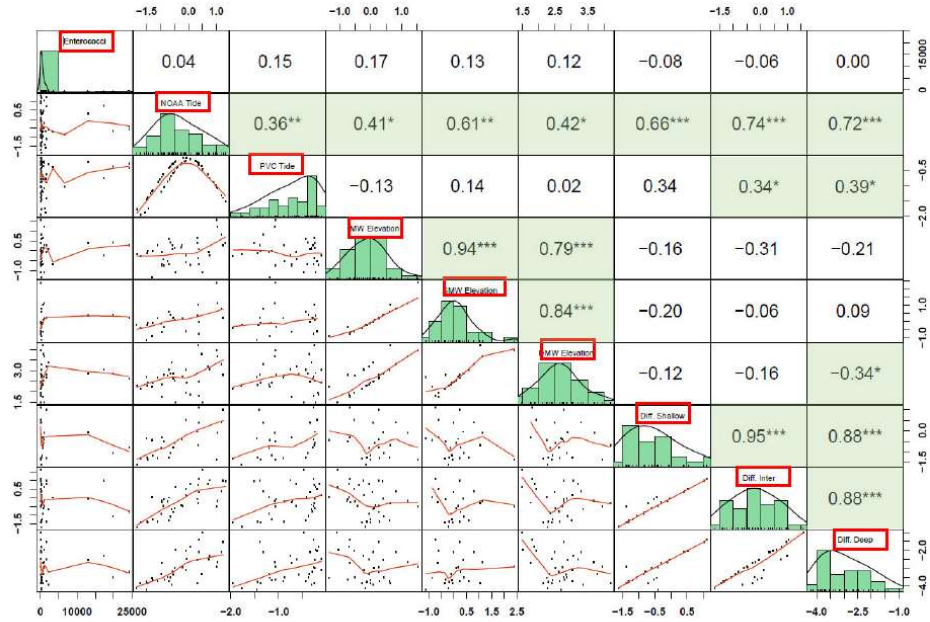 −1.5 0.0 1.0
−1.0 0.5
2.5 3.5
−1.5 0.0 1.0
Enterococci
0.04 0.15 0.17 0.13 0.12 −0.08 −0.06 0.00
0 15000
0.5
−1.5
NOAA Tide
0.36** 0.41* 0.61** 0.42* 0.66*** 0.74*** 0.72***
PVC Tide
−0.13 0.14 0.02 0.34 0.34* 0.39*
−0.5
−2.0
0.5
−1.0
MW Elevation
0.94*** 0.79*** −0.16 −0.31 −0.21
MW Elevation
0.84*** −0.20 −0.06 0.09
1.0
−1.0
3.0
1.5
MW Elevation
−0.12 −0.16 −0.34*
Diff. Shallow
0.95*** 0.88***
0.0
−1.5
0.5
−1.5
Diff. Inter
0.88***
Diff. Deep
−2.0
−4.0
0 10000 25000
−2.0 −1.0
−1.0 0.5 2.5
−1.5 −0.5 0.5
−4.0 −2.5 −1.0